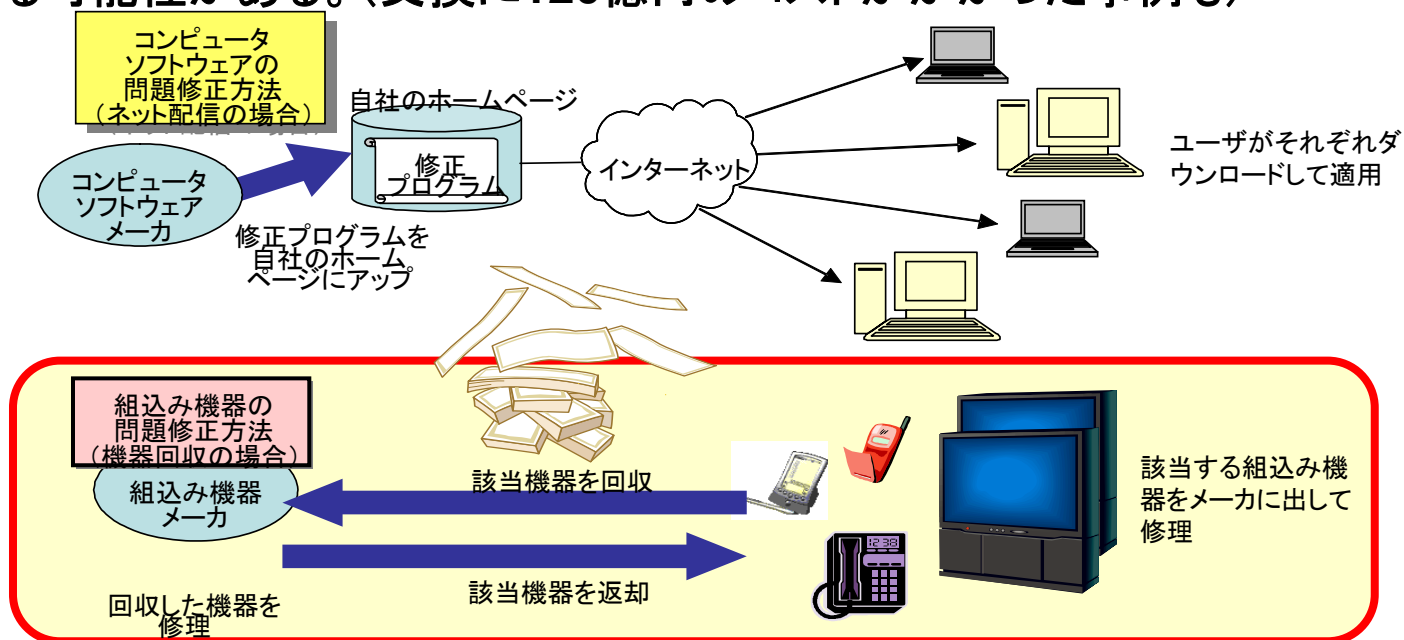 コンピュータ
ソフトウェアの
問題修正方法
(ネット配信の場合)
自社のホームページ
修正
プログラム
コンピュータ
ソフトウェア
メーカ
修正プログラムを
自社のホーム
ページにアップ
インターネット
ユーザがそれぞれダ
ウンロードして適用
組込み機器の
問題修正方法
(機器回収の場合)
組込み機器
メーカ
該当機器を回収
該当機器を返却
回収した機器を
修理
12 38
該当する組込み機
器をメーカに出して
修理